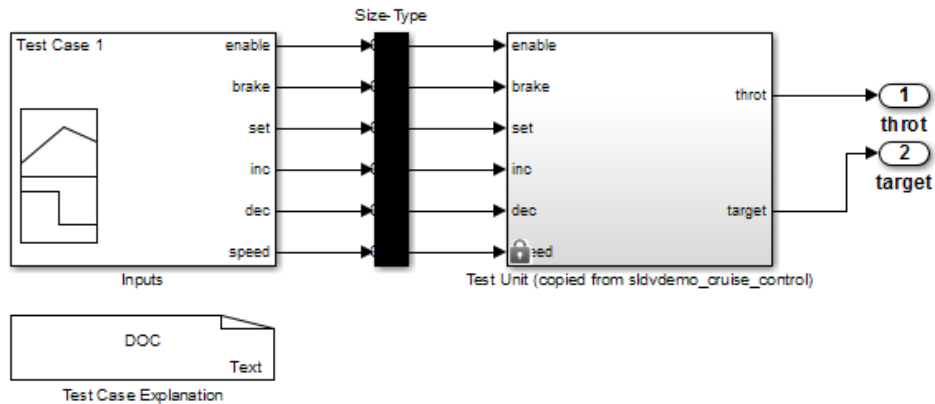 Size-Type
Test Case 1
enable
brake
set
inc
dec
speed
Inputs
enable
brake
set
inc
dec
eed
throt
target
Test Unit (copied from sldvdemo_cruise_control)
1
throt
2
target
DOC
Text
Test Case Explanation